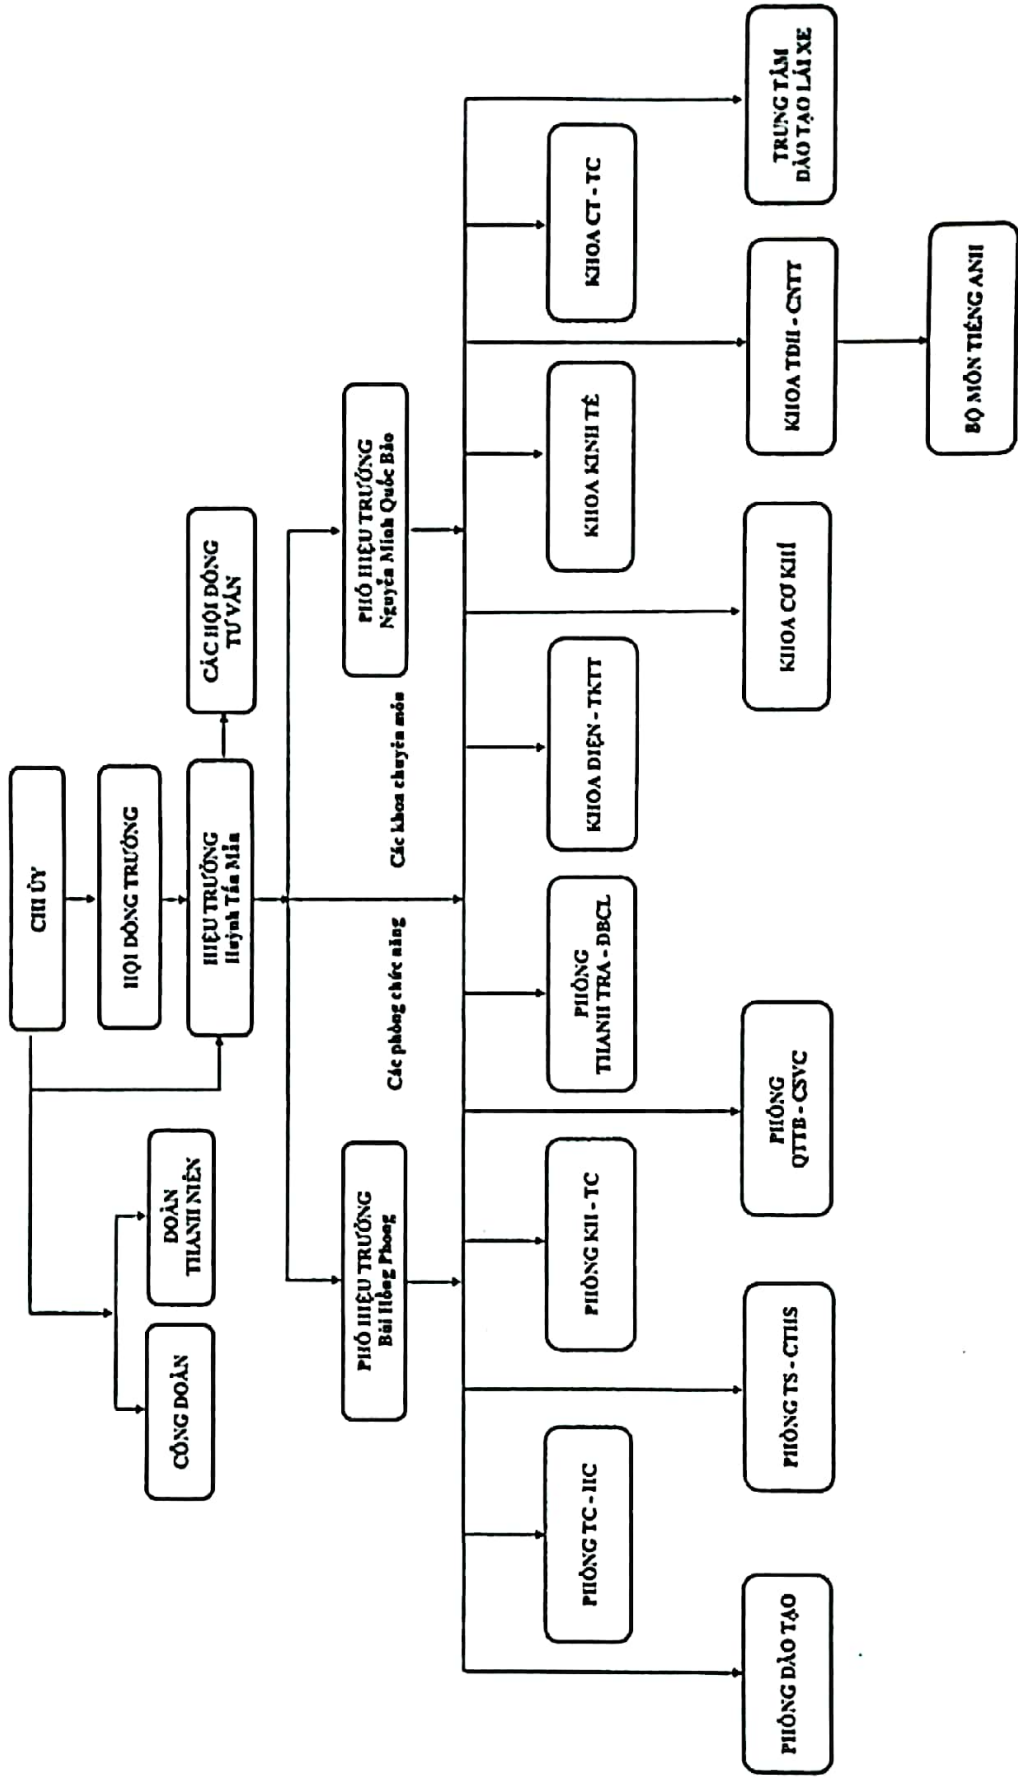 CHI ỦY
HỘI ĐỒNG TRƯỜNG
HIỆU TRƯỞNG
Huỳnh Tấn Mẫn
CÁC HỘI ĐỒNG
TƯ VẤN
CÔNG ĐOÀN
ĐOÀN
THANH NIÊN
PHÓ HIỆU TRƯỞNG
Bùi Hồng Phong
PHÓ HIỆU TRƯỞNG
Nguyễn Minh Quốc Bảo
Các phòng chức năng
Các khoa chuyên môn
PHÒNG TC - HC
PHÒNG KH - TC
PHÒNG
THANH TRA - ĐBCL
KHOA ĐIỆN - TKTT
KHOA KINH TẾ
KHOA CT - TC
PHÒNG ĐÀO TẠO
PHÒNG TS - CTHS
PHÒNG
QTTB - CSVC
KHOA CƠ KHÍ
KHOA TDH - CNTT
TRUNG TÂM
ĐÀO TẠO LÁI XE
BỘ MÔN TIẾNG ANH